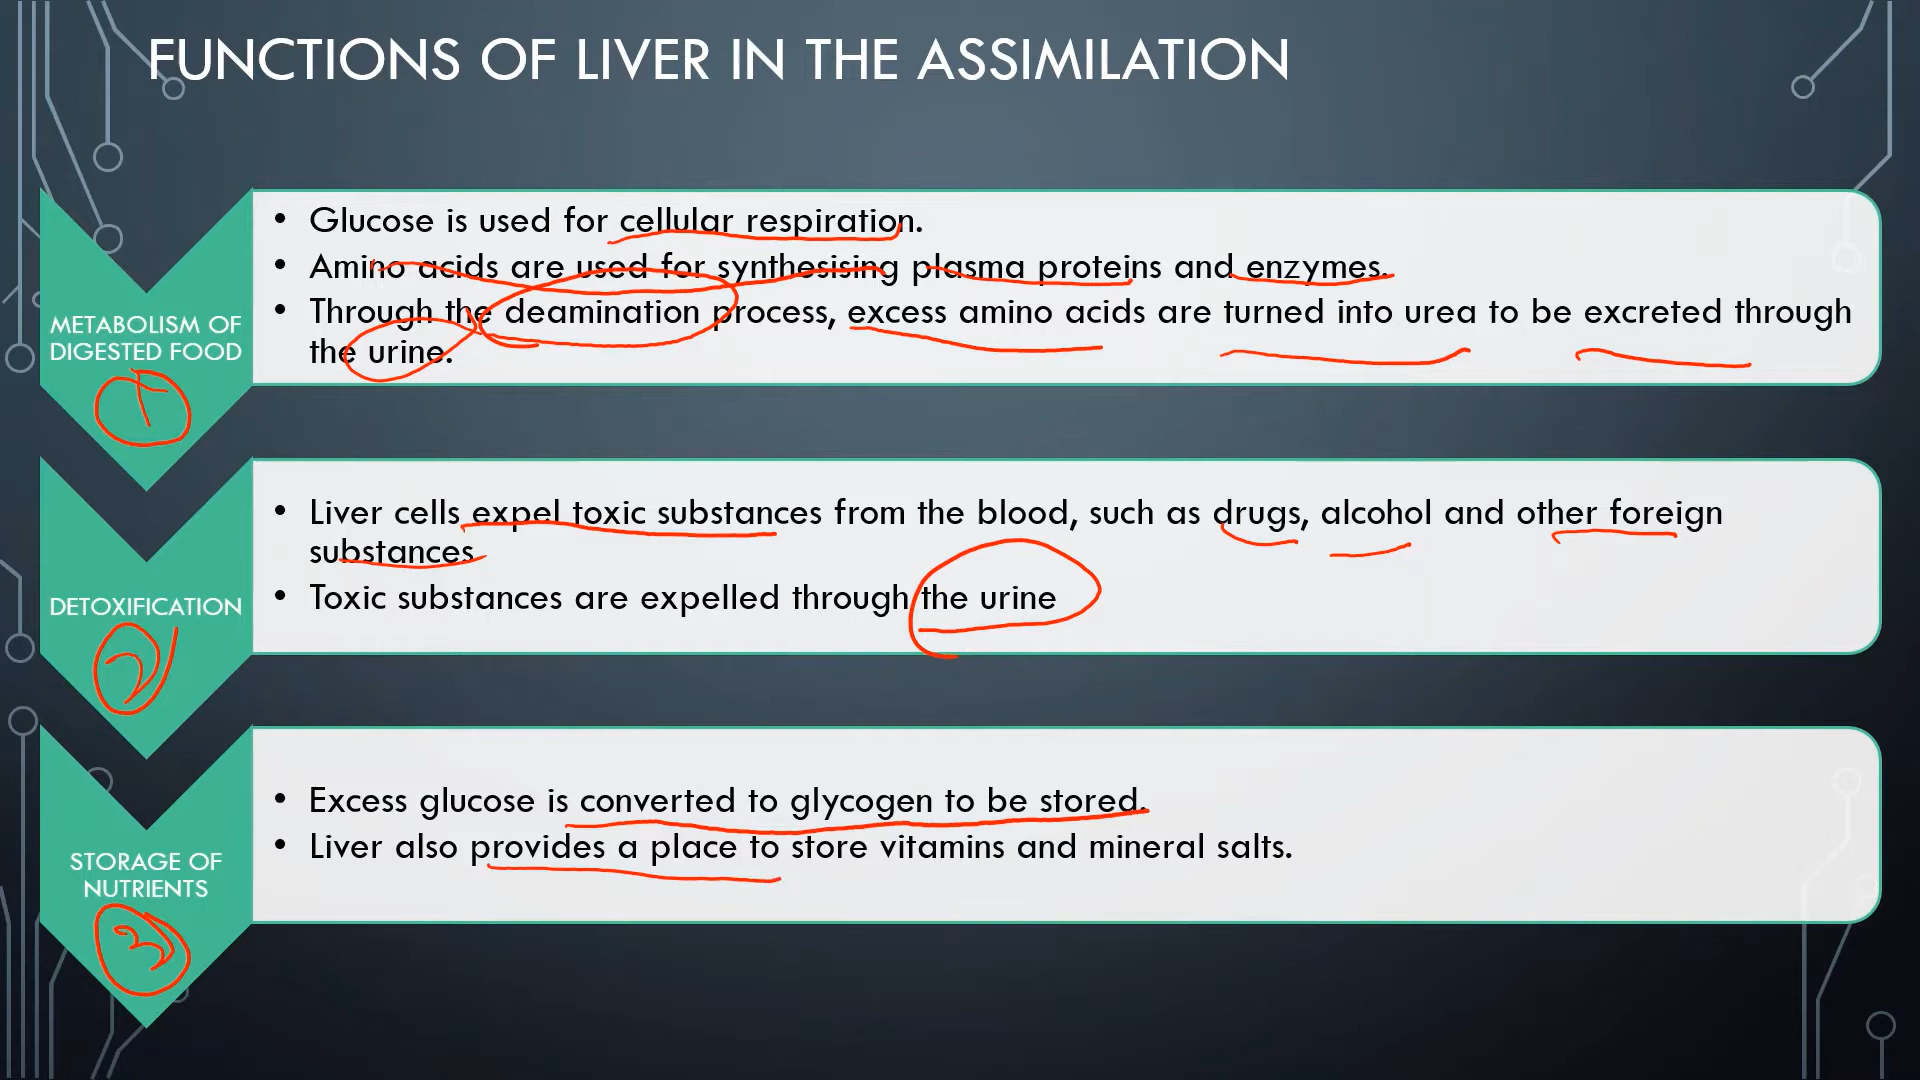 FUNCTIONS OF LIVER IN THE ASSIMILATION
METABOLISM OF
DIGESTED FOOD
1
• Glucose is used for cellular respiration.
• Amino acids are used for synthesising plasma proteins and enzymes.
• Through the deamination process, excess amino acids are turned into urea to be excreted through
the urine.
DETOXIFICATION
2
• Liver cells expel toxic substances from the blood, such as drugs, alcohol and other foreign
substances.
• Toxic substances are expelled through the urine
STORAGE OF
NUTRIENTS
3
• Excess glucose is converted to glycogen to be stored.
• Liver also provides a place to store vitamins and mineral salts.